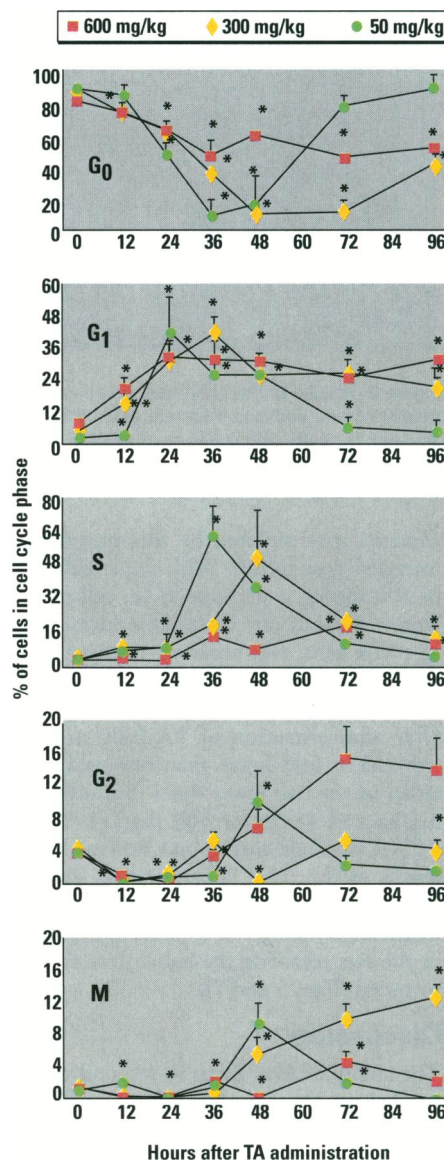 600 mg/kg 300 mg/kg 50 mg/kg
% of cells in cell cycle phase
100
80
60
40
20
0
G0
0 12 24 36 48 60 72 84 96
60
48
36
24
12
0
G1
0 12 24 36 48 60 72 84 96
80
64
48
32
16
0
S
0 12 24 36 48 60 72 84 96
20
16
12
8
4
0
G2
0 12 24 36 48 60 72 84 96
20
16
12
8
4
0
M
0 12 24 36 48 60 72 84 96
Hours after TA administration